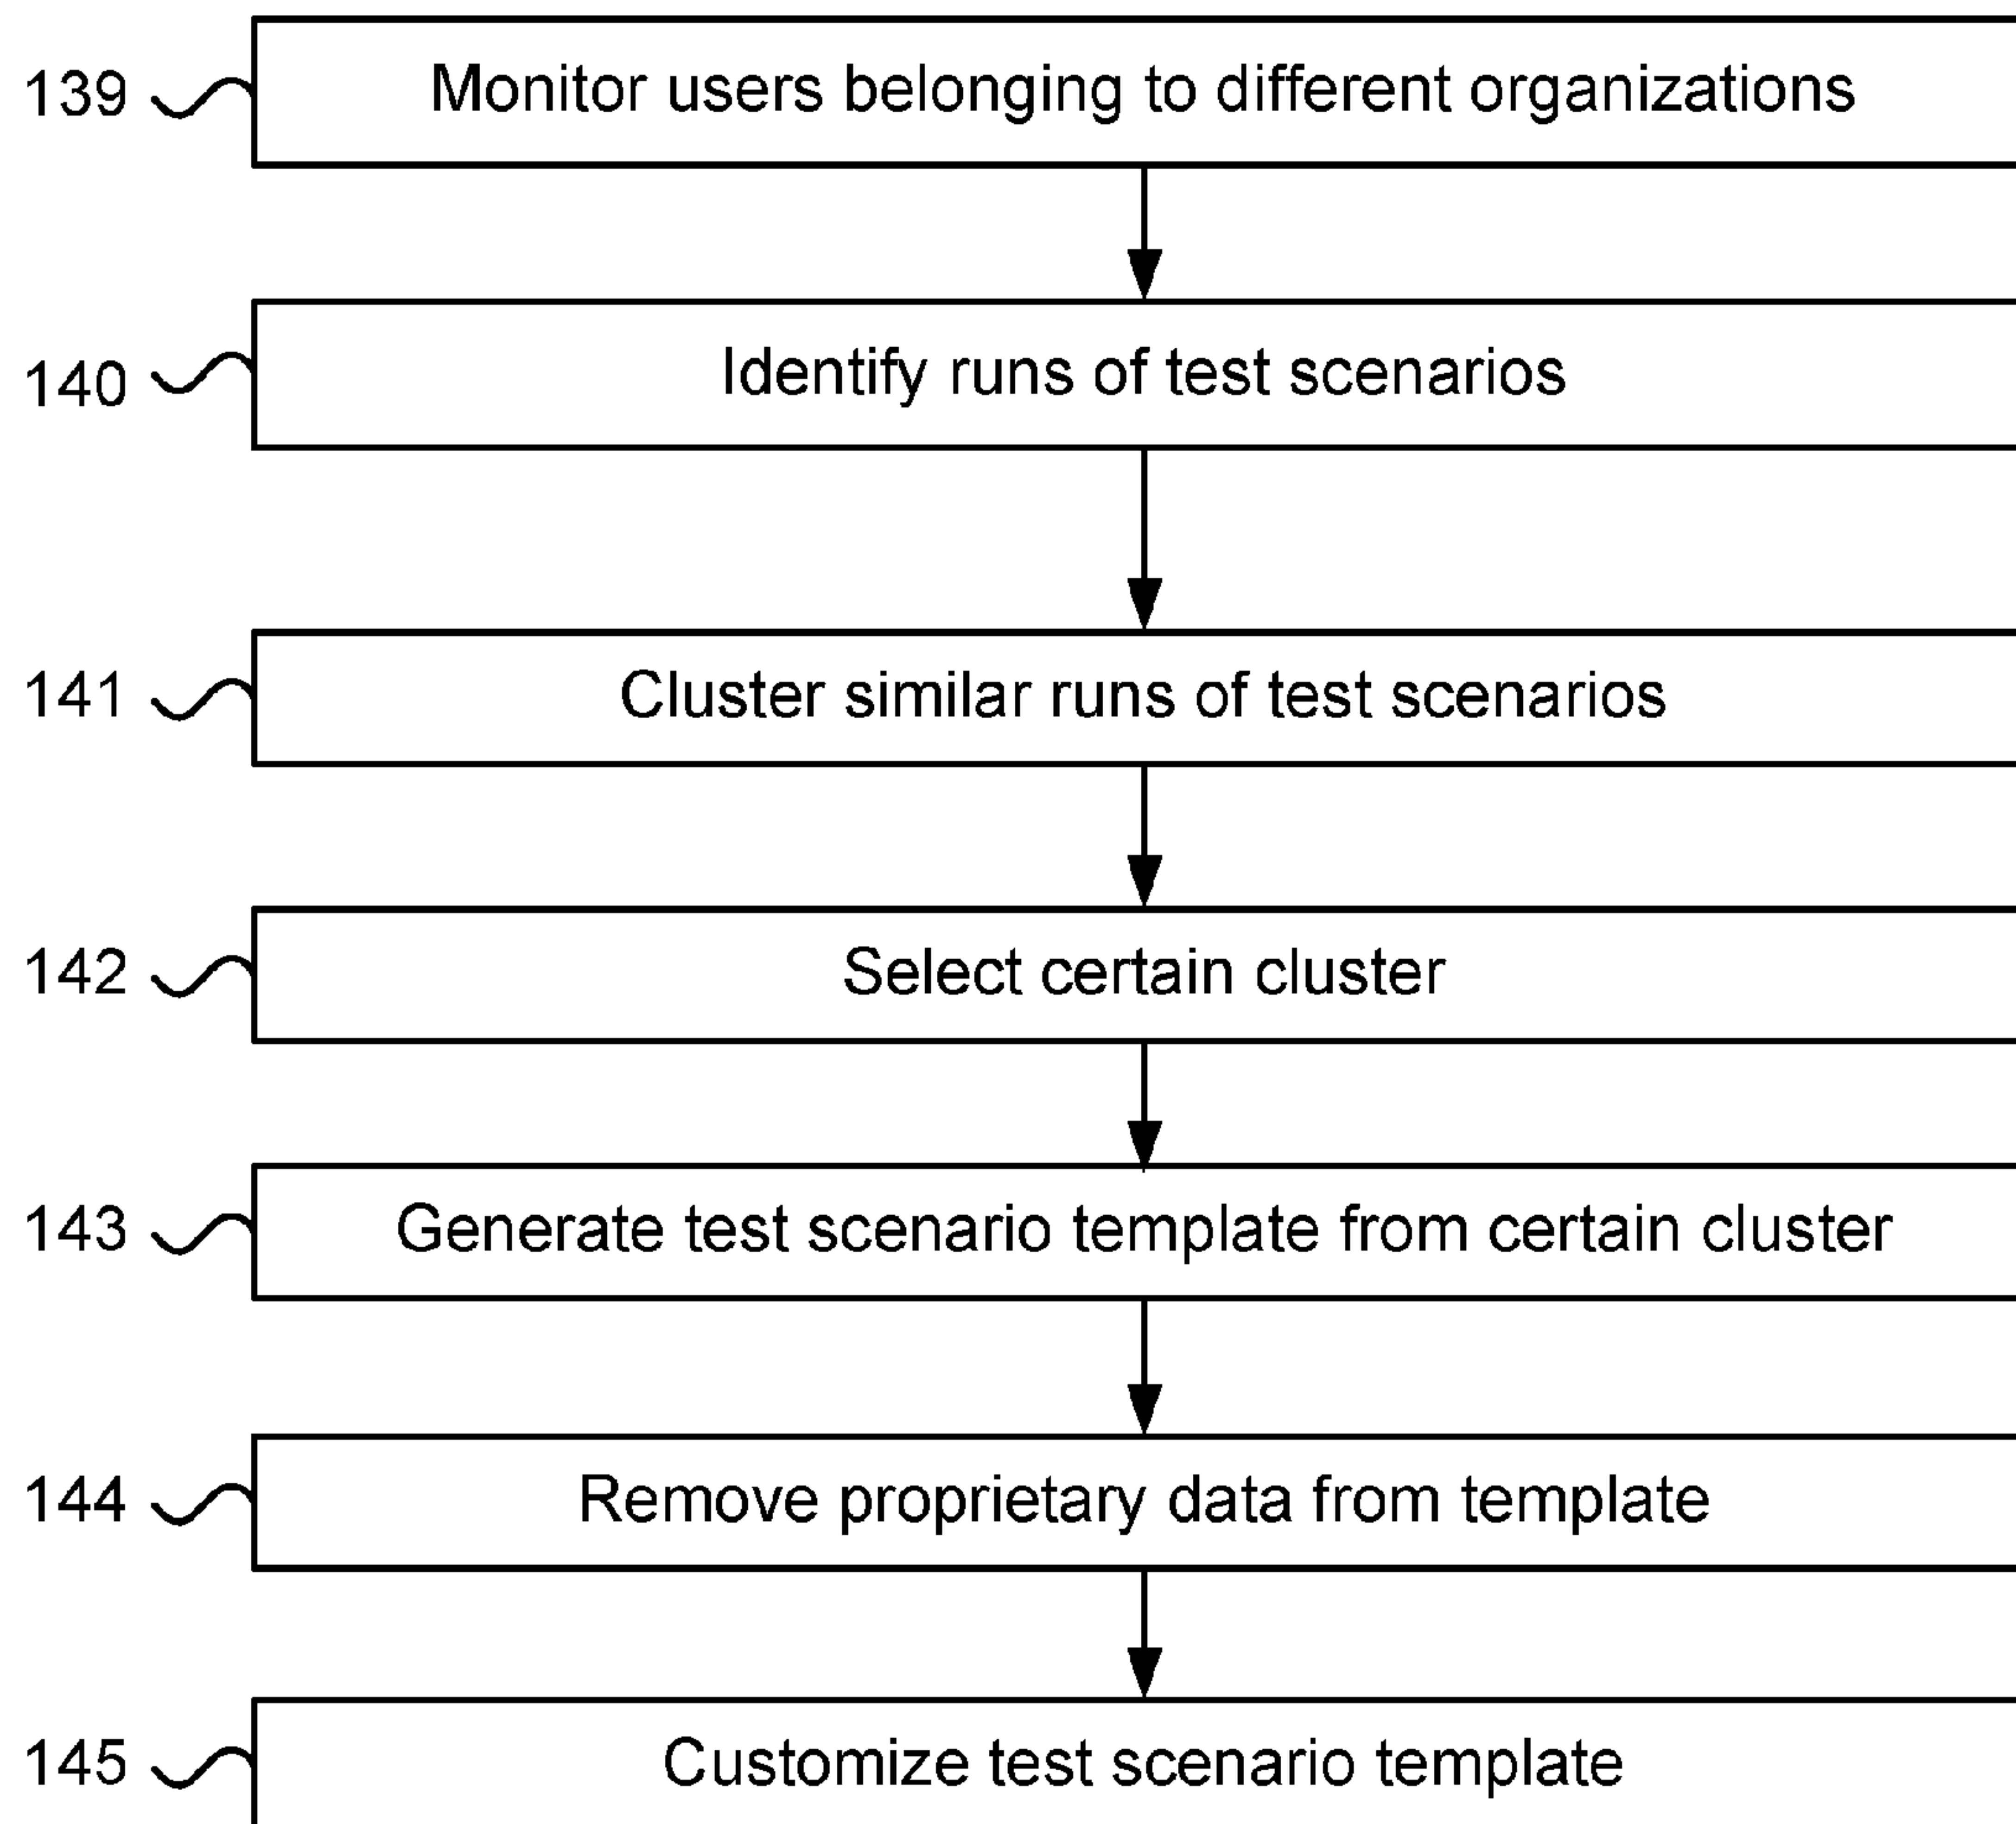 139 Monitor users belonging to different organizations
140 Identify runs of test scenarios
141 Cluster similar runs of test scenarios
142 Select certain cluster
143 Generate test scenario template from certain cluster
144 Remove proprietary data from template
145 Customize test scenario template